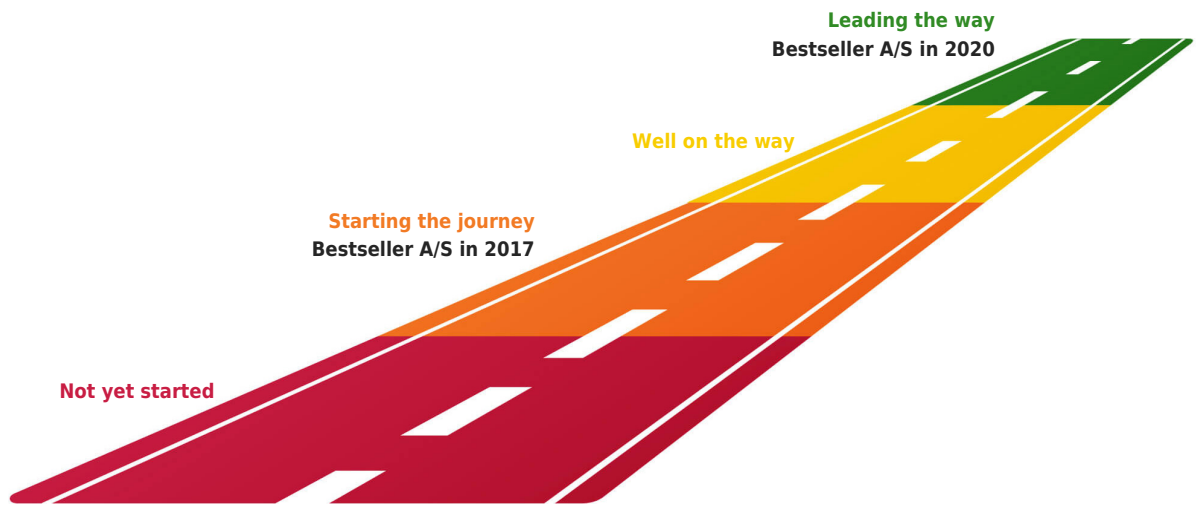 Leading the way
Bestseller A/S in 2020
Well on the way
Starting the journey
Bestseller A/S in 2017
Not yet started